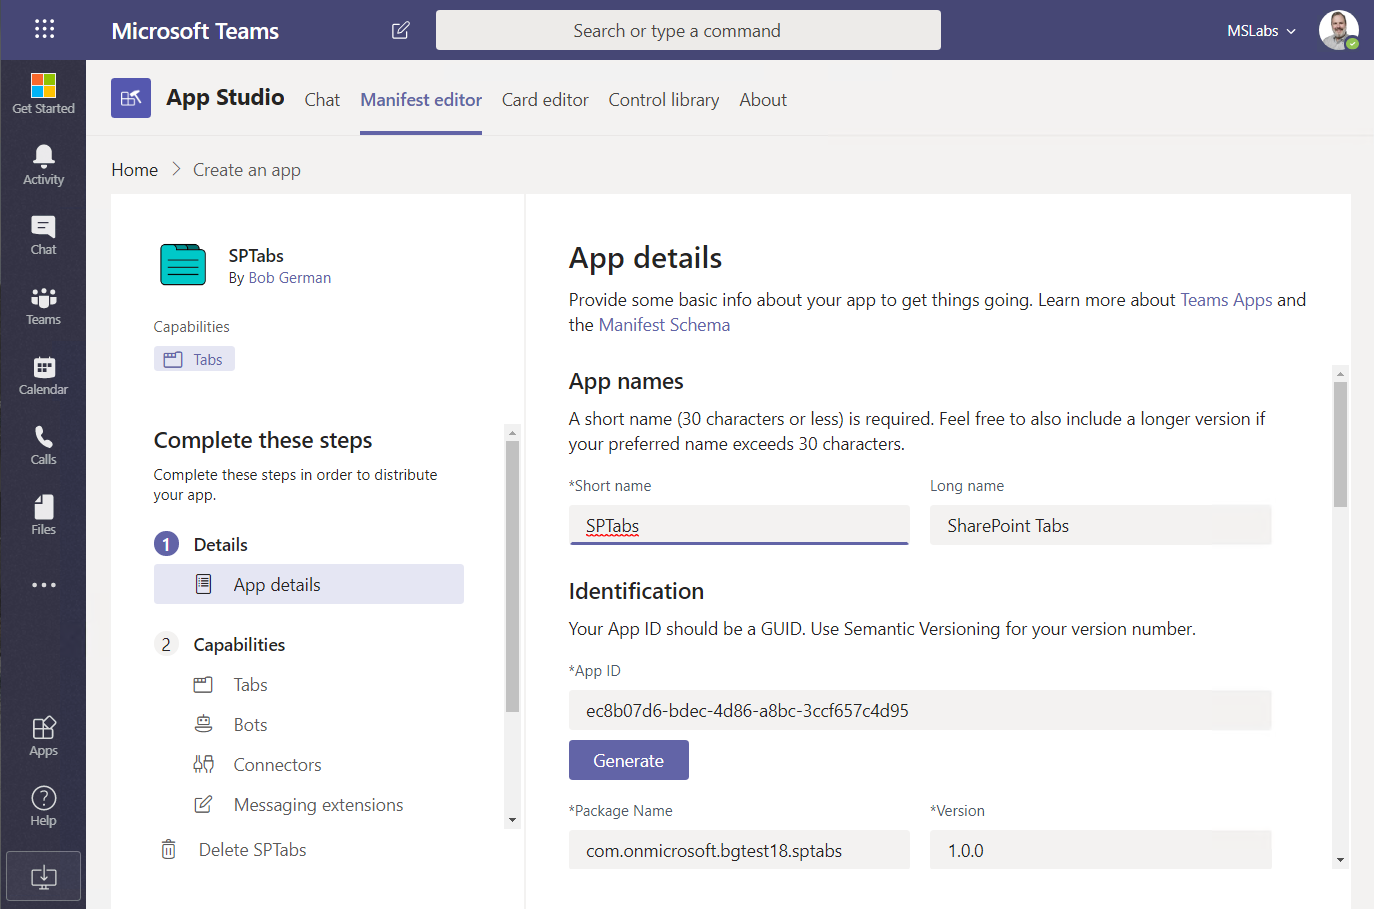 Microsoft Teams
Search or type a command
MSLabs
Get Started
Activity
Chat
Teams
Calendar
Calls
Files
Apps
Help
App Studio
Chat
Manifest editor
Card editor
Control library
About
Home > Create an app
SPTabs
By Bob German
Capabilities
Tabs
Complete these steps
Complete these steps in order to distribute
your app.
1 Details
App details
2 Capabilities
Tabs
Bots
Connectors
Messaging extensions
Delete SPTabs
App details
Provide some basic info about your app to get things going. Learn more about Teams Apps and
the Manifest Schema
App names
A short name (30 characters or less) is required. Feel free to also include a longer version if
your preferred name exceeds 30 characters.
*Short name
SPTabs
Long name
SharePoint Tabs
Identification
Your App ID should be a GUID. Use Semantic Versioning for your version number.
*App ID
ec8b07d6-bdec-4d86-a8bc-3ccf657c4d95
Generate
*Package Name
com.onmicrosoft.bgtest18.sptabs
*Version
1.0.0